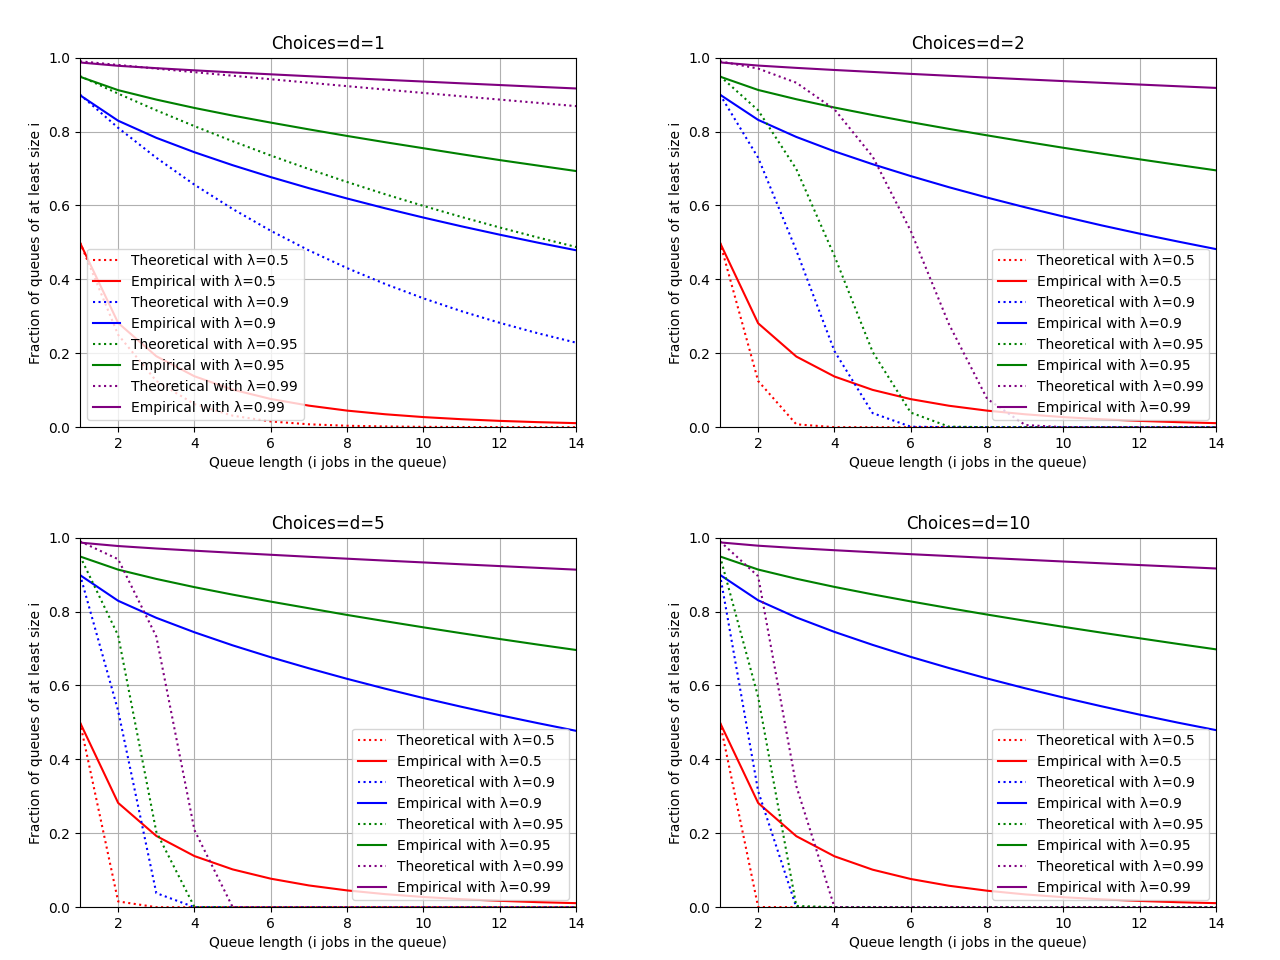 Choices=d=1
Fraction of queues of at least size i
1.0
0.8
0.6
0.4
0.2
0.0
Theoretical with λ=0.5
Empirical with λ=0.5
Theoretical with λ=0.9
Empirical with λ=0.9
Theoretical with λ=0.95
Empirical with λ=0.95
Theoretical with λ=0.99
Empirical with λ=0.99
2 4 6 8 10 12 14
Queue length (i jobs in the queue)
Choices=d=2
Fraction of queues of at least size i
1.0
0.8
0.6
0.4
0.2
0.0
Theoretical with λ=0.5
Empirical with λ=0.5
Theoretical with λ=0.9
Empirical with λ=0.9
Theoretical with λ=0.95
Empirical with λ=0.95
Theoretical with λ=0.99
Empirical with λ=0.99
2 4 6 8 10 12 14
Queue length (i jobs in the queue)
Choices=d=5
Fraction of queues of at least size i
1.0
0.8
0.6
0.4
0.2
0.0
Theoretical with λ=0.5
Empirical with λ=0.5
Theoretical with λ=0.9
Empirical with λ=0.9
Theoretical with λ=0.95
Empirical with λ=0.95
Theoretical with λ=0.99
Empirical with λ=0.99
2 4 6 8 10 12 14
Queue length (i jobs in the queue)
Choices=d=10
Fraction of queues of at least size i
1.0
0.8
0.6
0.4
0.2
0.0
Theoretical with λ=0.5
Empirical with λ=0.5
Theoretical with λ=0.9
Empirical with λ=0.9
Theoretical with λ=0.95
Empirical with λ=0.95
Theoretical with λ=0.99
Empirical with λ=0.99
2 4 6 8 10 12 14
Queue length (i jobs in the queue)